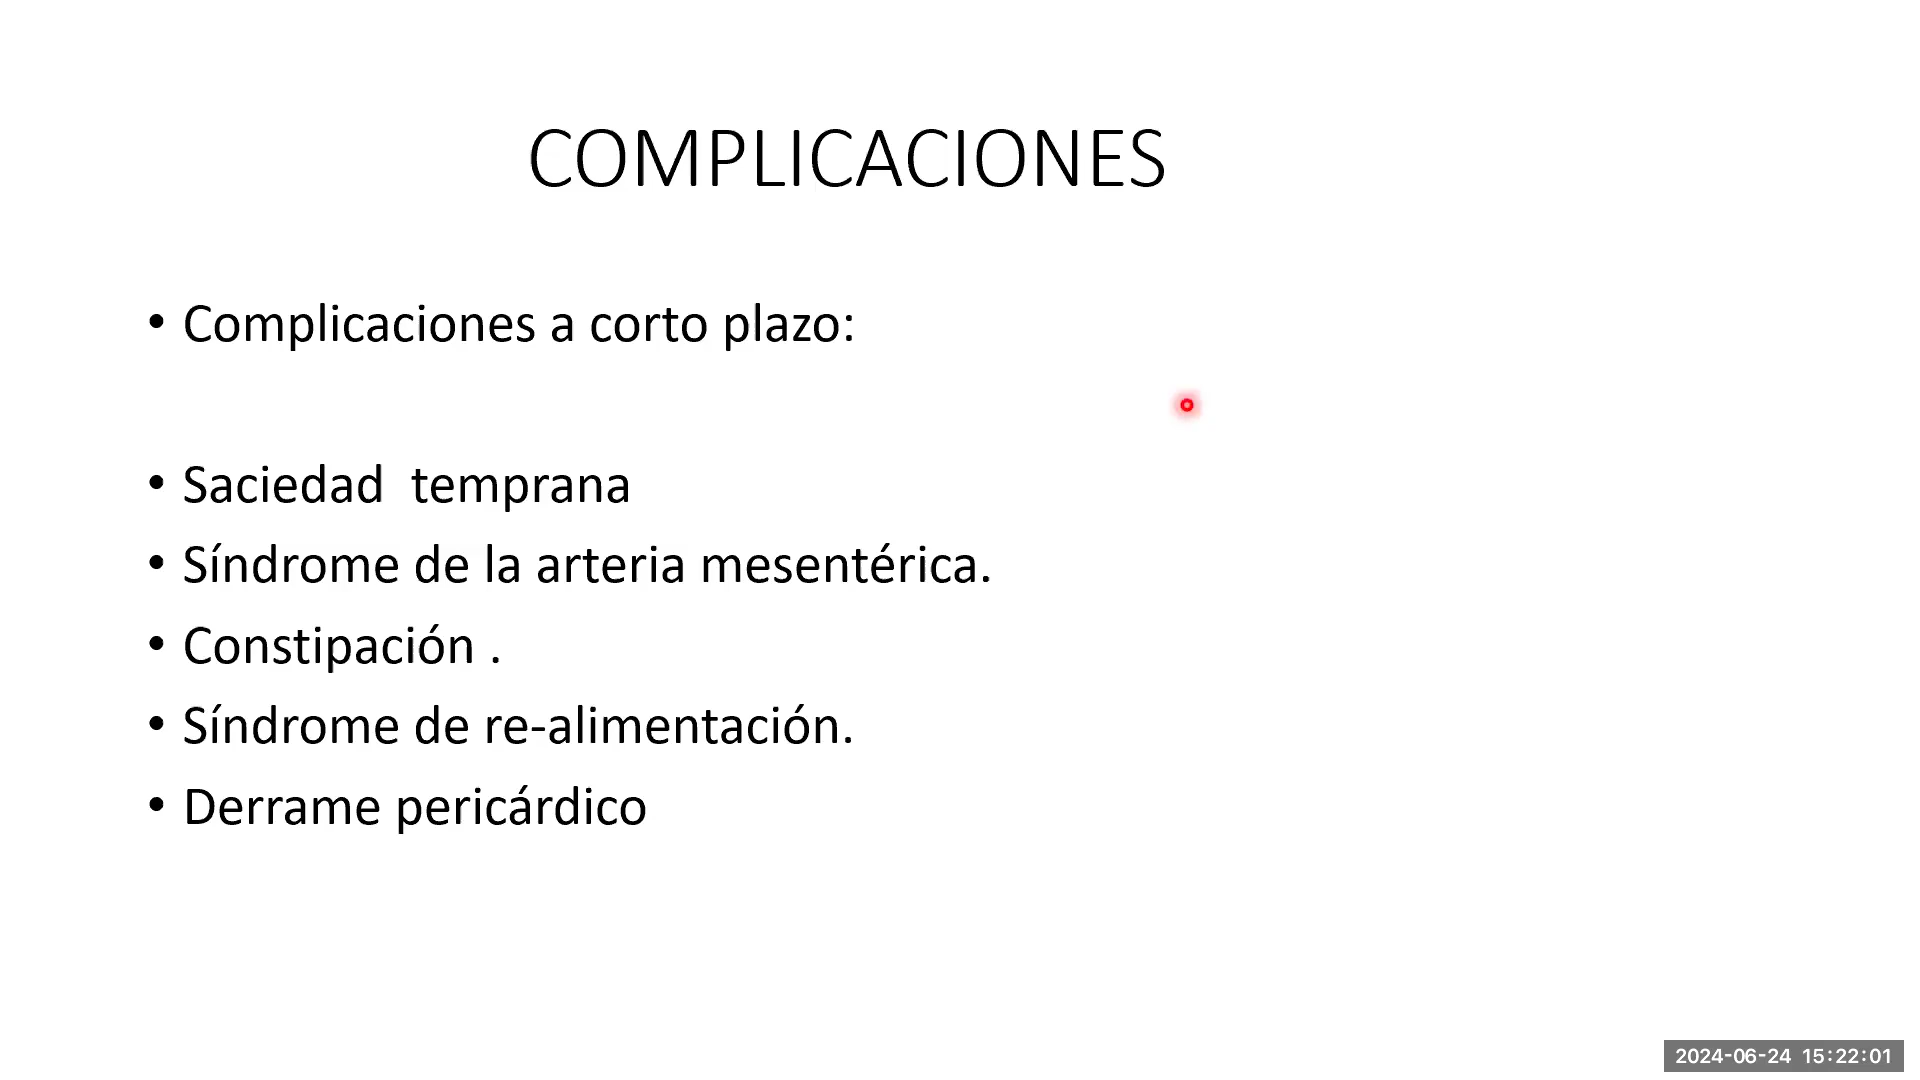 COMPLICACIONES
• Complicaciones a corto plazo:
• Saciedad  temprana
• Síndrome de la arteria mesentérica.
• Constipación .
• Síndrome de re-alimentación.
• Derrame pericárdico
2024-06-24 15:22:01